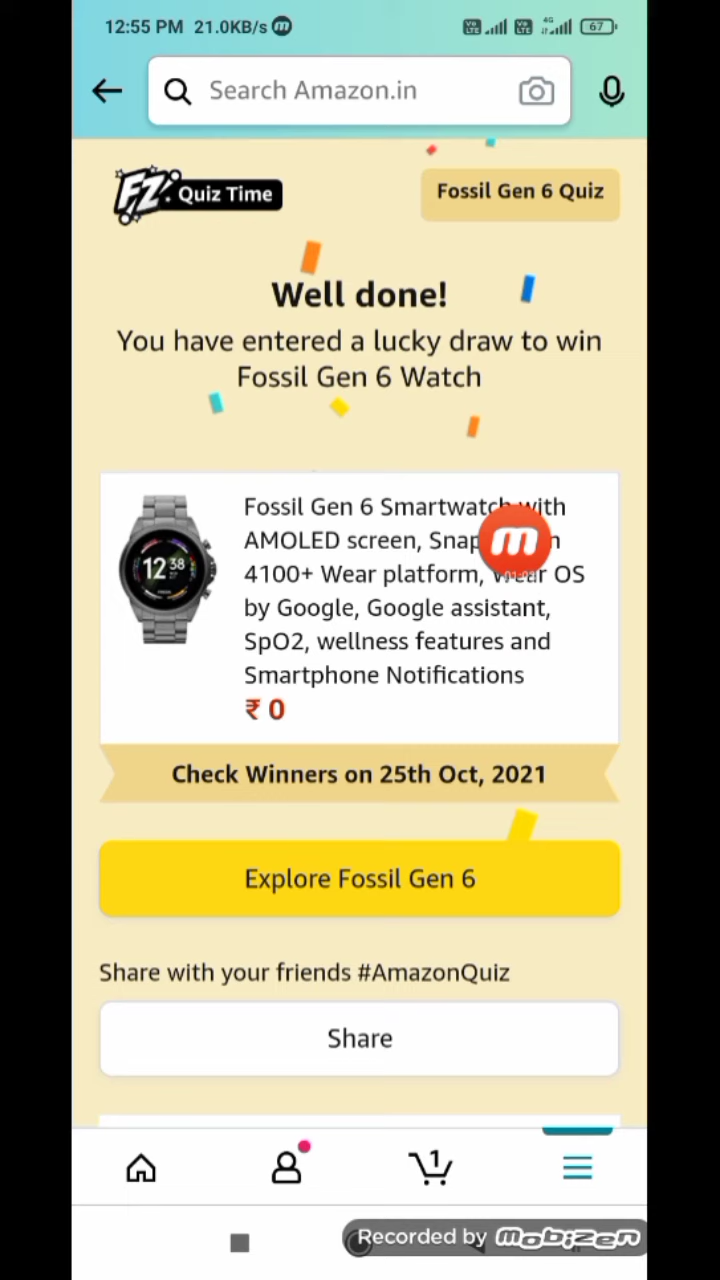 12:55 PM 21.0KB/s m
67
Search Amazon.in
FZ: Quiz Time
Fossil Gen 6 Quiz
Well done!
You have entered a lucky draw to win
Fossil Gen 6 Watch
Fossil Gen 6 Smartwatch with
AMOLED screen, Snap n
4100+ Wear platform, Wear OS
by Google, Google assistant,
SpO2, wellness features and
Smartphone Notifications
₹ 0
12 38
m
Check Winners on 25th Oct, 2021
Explore Fossil Gen 6
Share with your friends #AmazonQuiz
Share
1
Recorded by mobizen